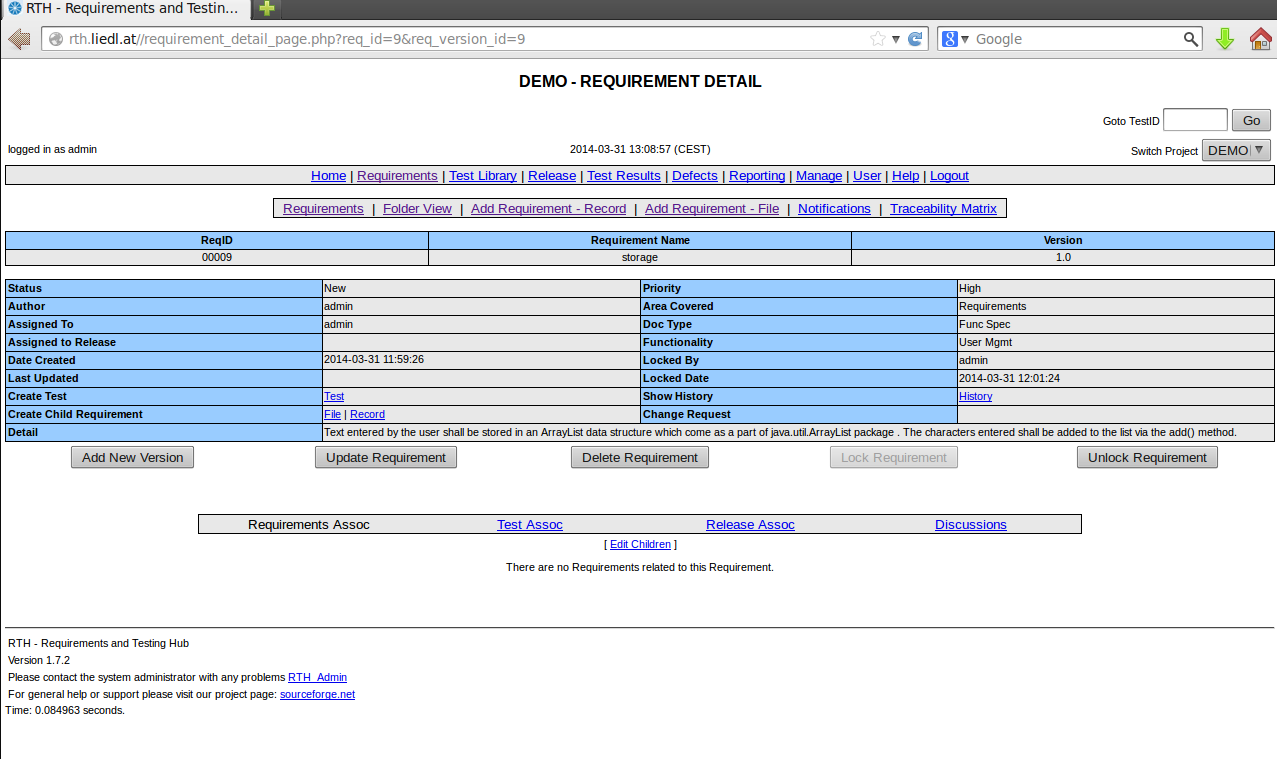 RTH - Requirements and Testin...
rth.liedl.at//requirement_detail_page.php?req_id=9&req_version_id=9
Google
DEMO - REQUIREMENT DETAIL
Goto TestID Go
logged in as admin 2014-03-31 13:08:57 (CEST) Switch Project DEMO
Home | Requirements | Test Library | Release | Test Results | Defects | Reporting | Manage | User | Help | Logout
Requirements | Folder View | Add Requirement - Record | Add Requirement - File | Notifications | Traceability Matrix
ReqID Requirement Name Version
00009 storage 1.0
Status New Priority High
Author admin Area Covered Requirements
Assigned To admin Doc Type Func Spec
Assigned to Release Functionality User Mgmt
Date Created 2014-03-31 11:59:26 Locked By admin
Last Updated Locked Date 2014-03-31 12:01:24
Create Test Test Show History History
Create Child Requirement File | Record Change Request
Detail Text entered by the user shall be stored in an ArrayList data structure which come as a part of java.util.ArrayList package . The characters entered shall be added to the list via the add() method.
Add New Version Update Requirement Delete Requirement Lock Requirement Unlock Requirement
Requirements Assoc Test Assoc Release Assoc Discussions
[ Edit Children ]
There are no Requirements related to this Requirement.
RTH - Requirements and Testing Hub
Version 1.7.2
Please contact the system administrator with any problems RTH_Admin
For general help or support please visit our project page: sourceforge.net
Time: 0.084963 seconds.